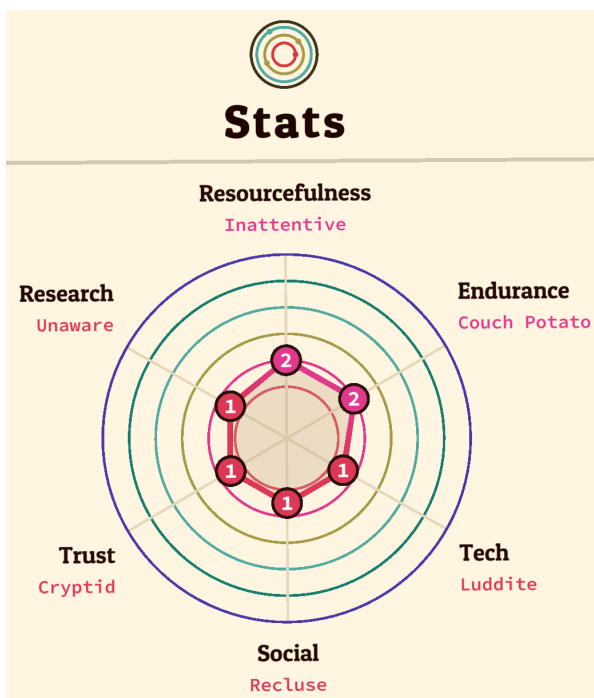 Stats
Resourcefulness
Inattentive
Research
Unaware
Endurance
Couch Potato
2
1
2
1
1
1
Trust
Cryptid
Tech
Luddite
Social
Recluse